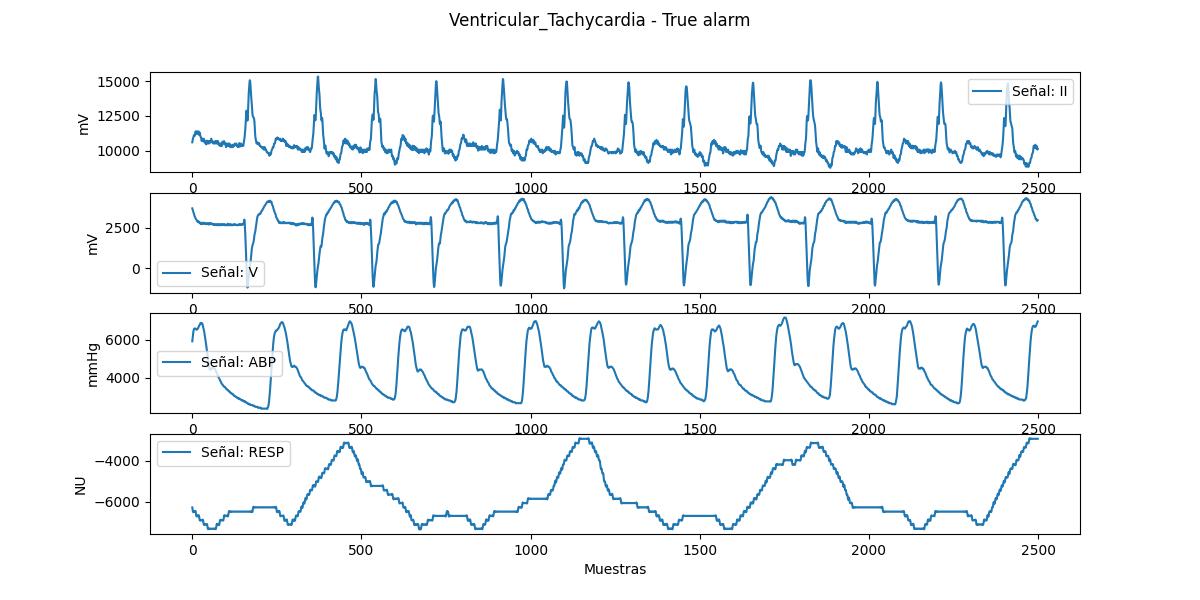 Ventricular_Tachycardia - True alarm
15000
12500
10000
mV
Señal: II
0 500 1000 1500 2000 2500
2500
0
mV
Señal: V
0 500 1000 1500 2000 2500
6000
4000
mmHg
Señal: ABP
0 500 1000 1500 2000 2500
−4000
−6000
NU
Señal: RESP
0 500 1000 1500 2000 2500
Muestras